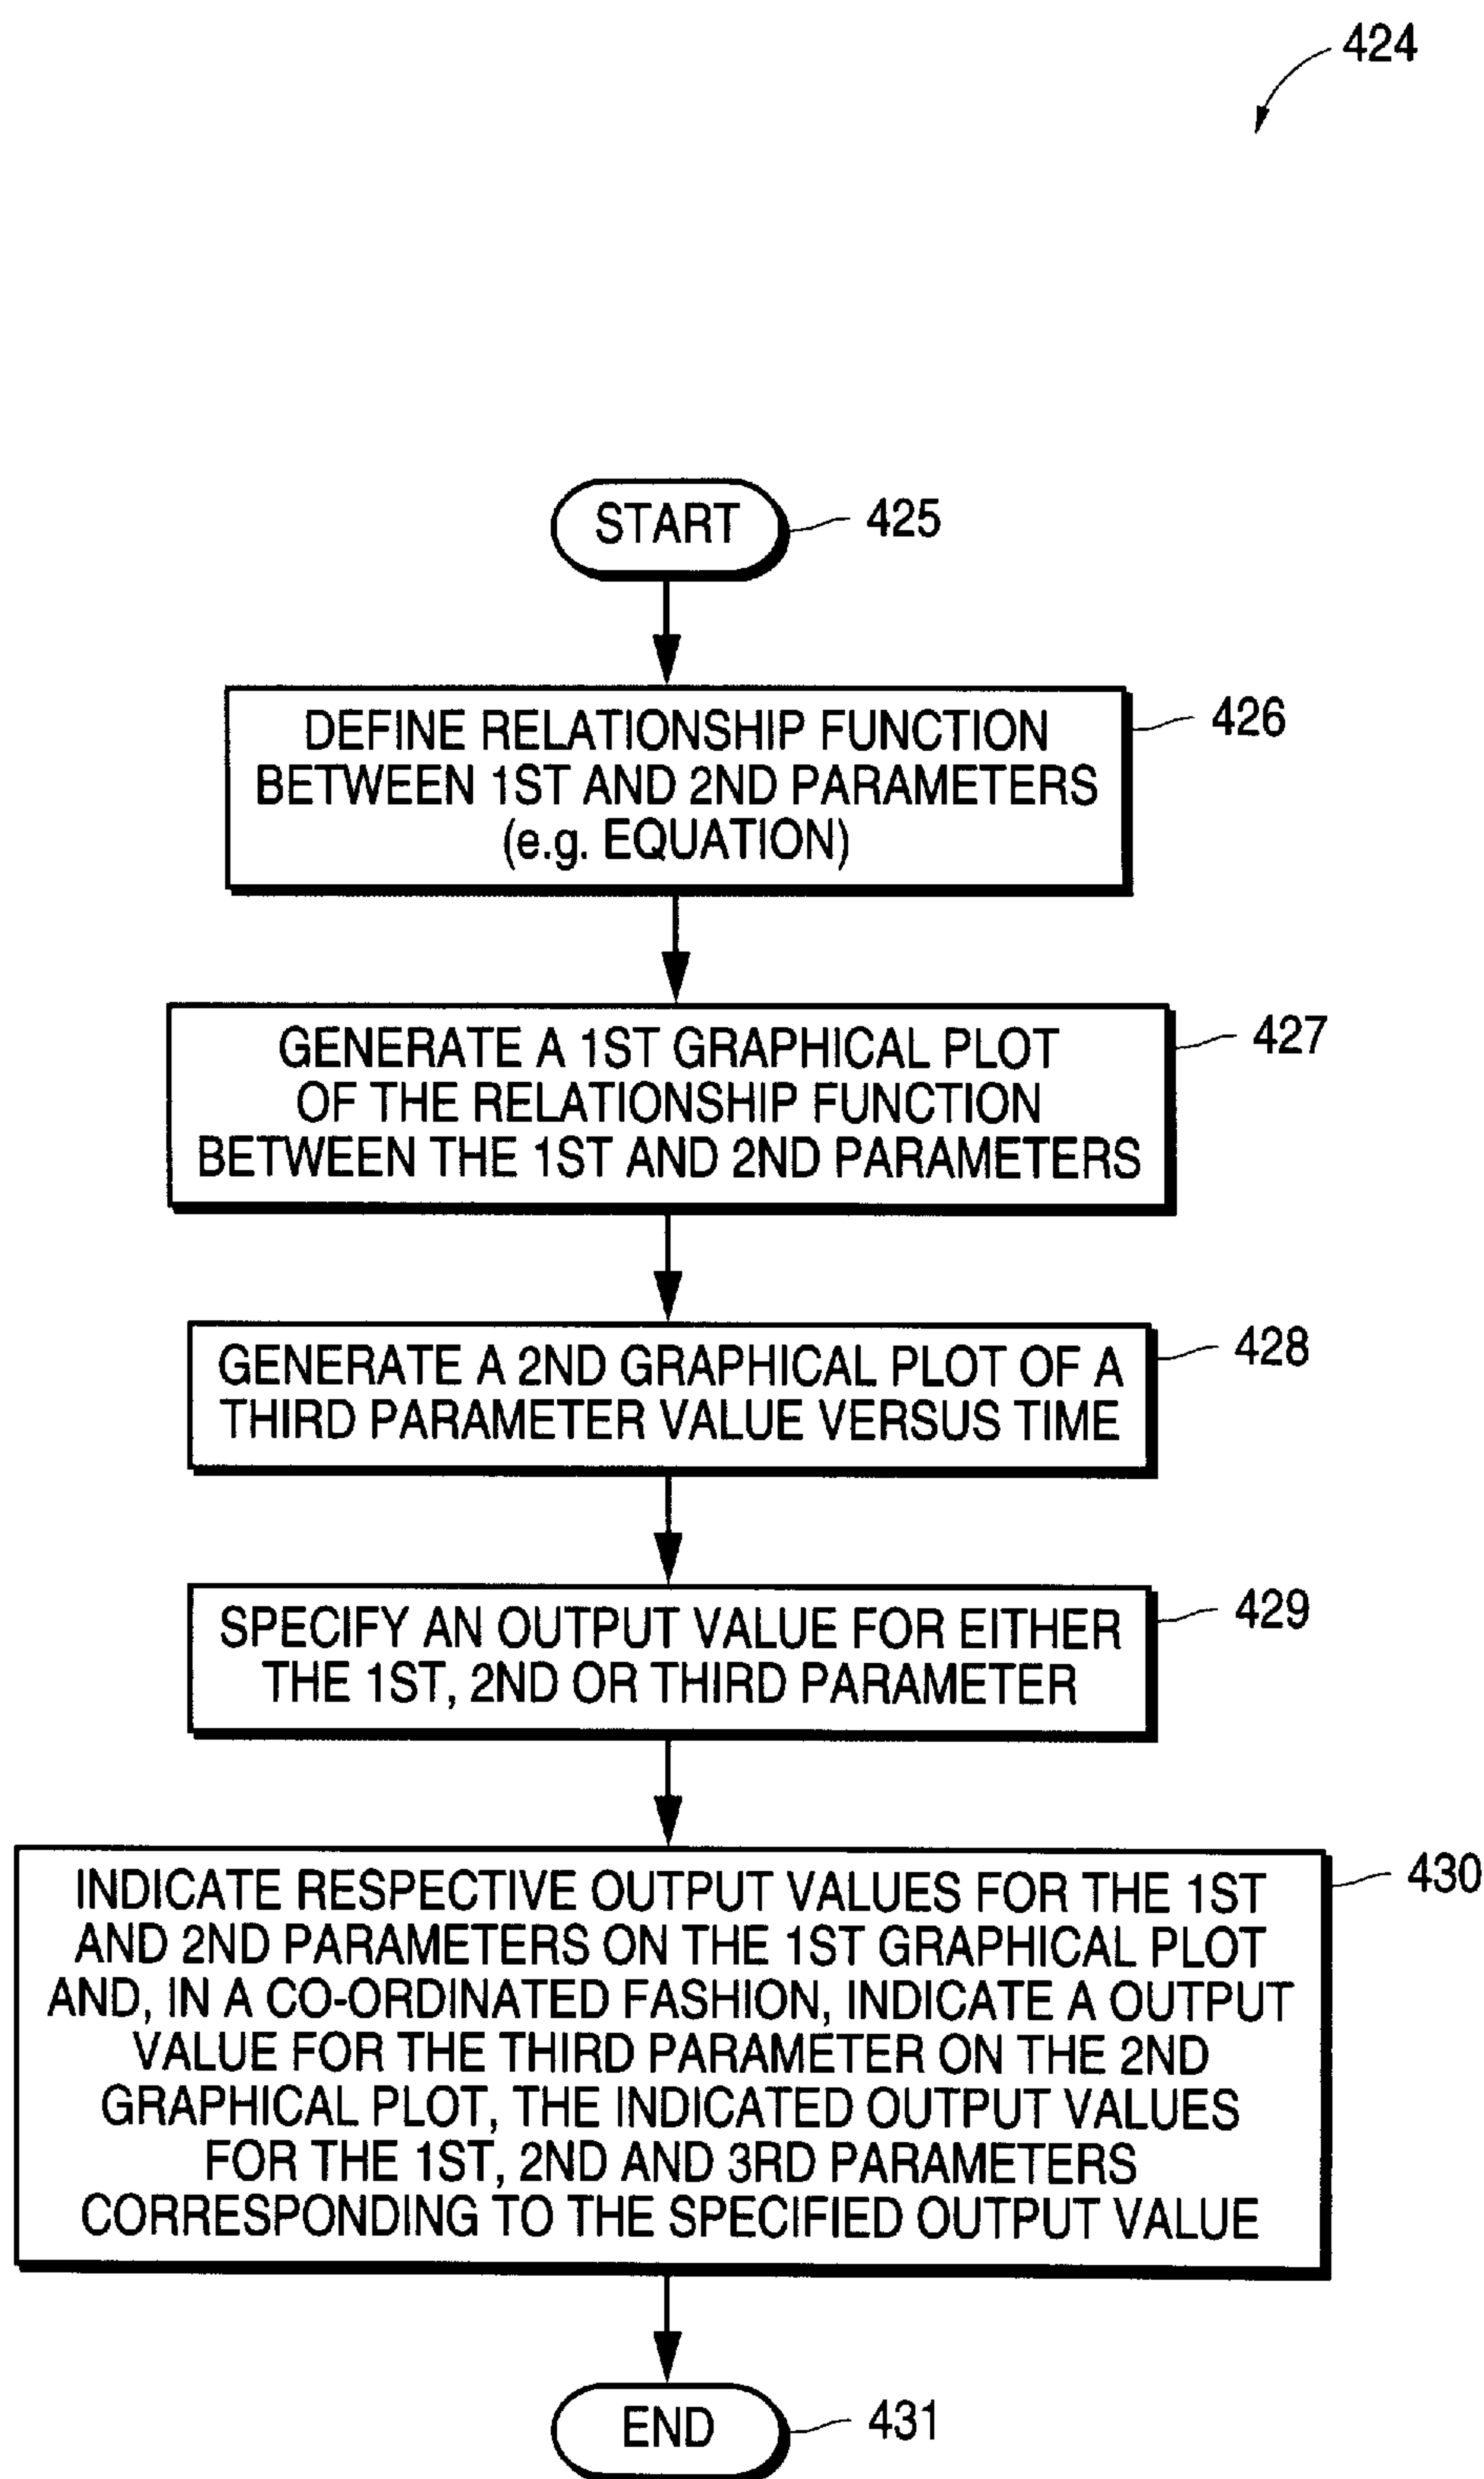 424
START
425
DEFINE RELATIONSHIP FUNCTION
BETWEEN 1ST AND 2ND PARAMETERS
(e.g. EQUATION)
426
GENERATE A 1ST GRAPHICAL PLOT
OF THE RELATIONSHIP FUNCTION
BETWEEN THE 1ST AND 2ND PARAMETERS
427
GENERATE A 2ND GRAPHICAL PLOT OF A
THIRD PARAMETER VALUE VERSUS TIME
428
SPECIFY AN OUTPUT VALUE FOR EITHER
THE 1ST, 2ND OR THIRD PARAMETER
429
INDICATE RESPECTIVE OUTPUT VALUES FOR THE 1ST
AND 2ND PARAMETERS ON THE 1ST GRAPHICAL PLOT
AND, IN A CO-ORDINATED FASHION, INDICATE A OUTPUT
VALUE FOR THE THIRD PARAMETER ON THE 2ND
GRAPHICAL PLOT, THE INDICATED OUTPUT VALUES
FOR THE 1ST, 2ND AND 3RD PARAMETERS
CORRESPONDING TO THE SPECIFIED OUTPUT VALUE
430
END
431